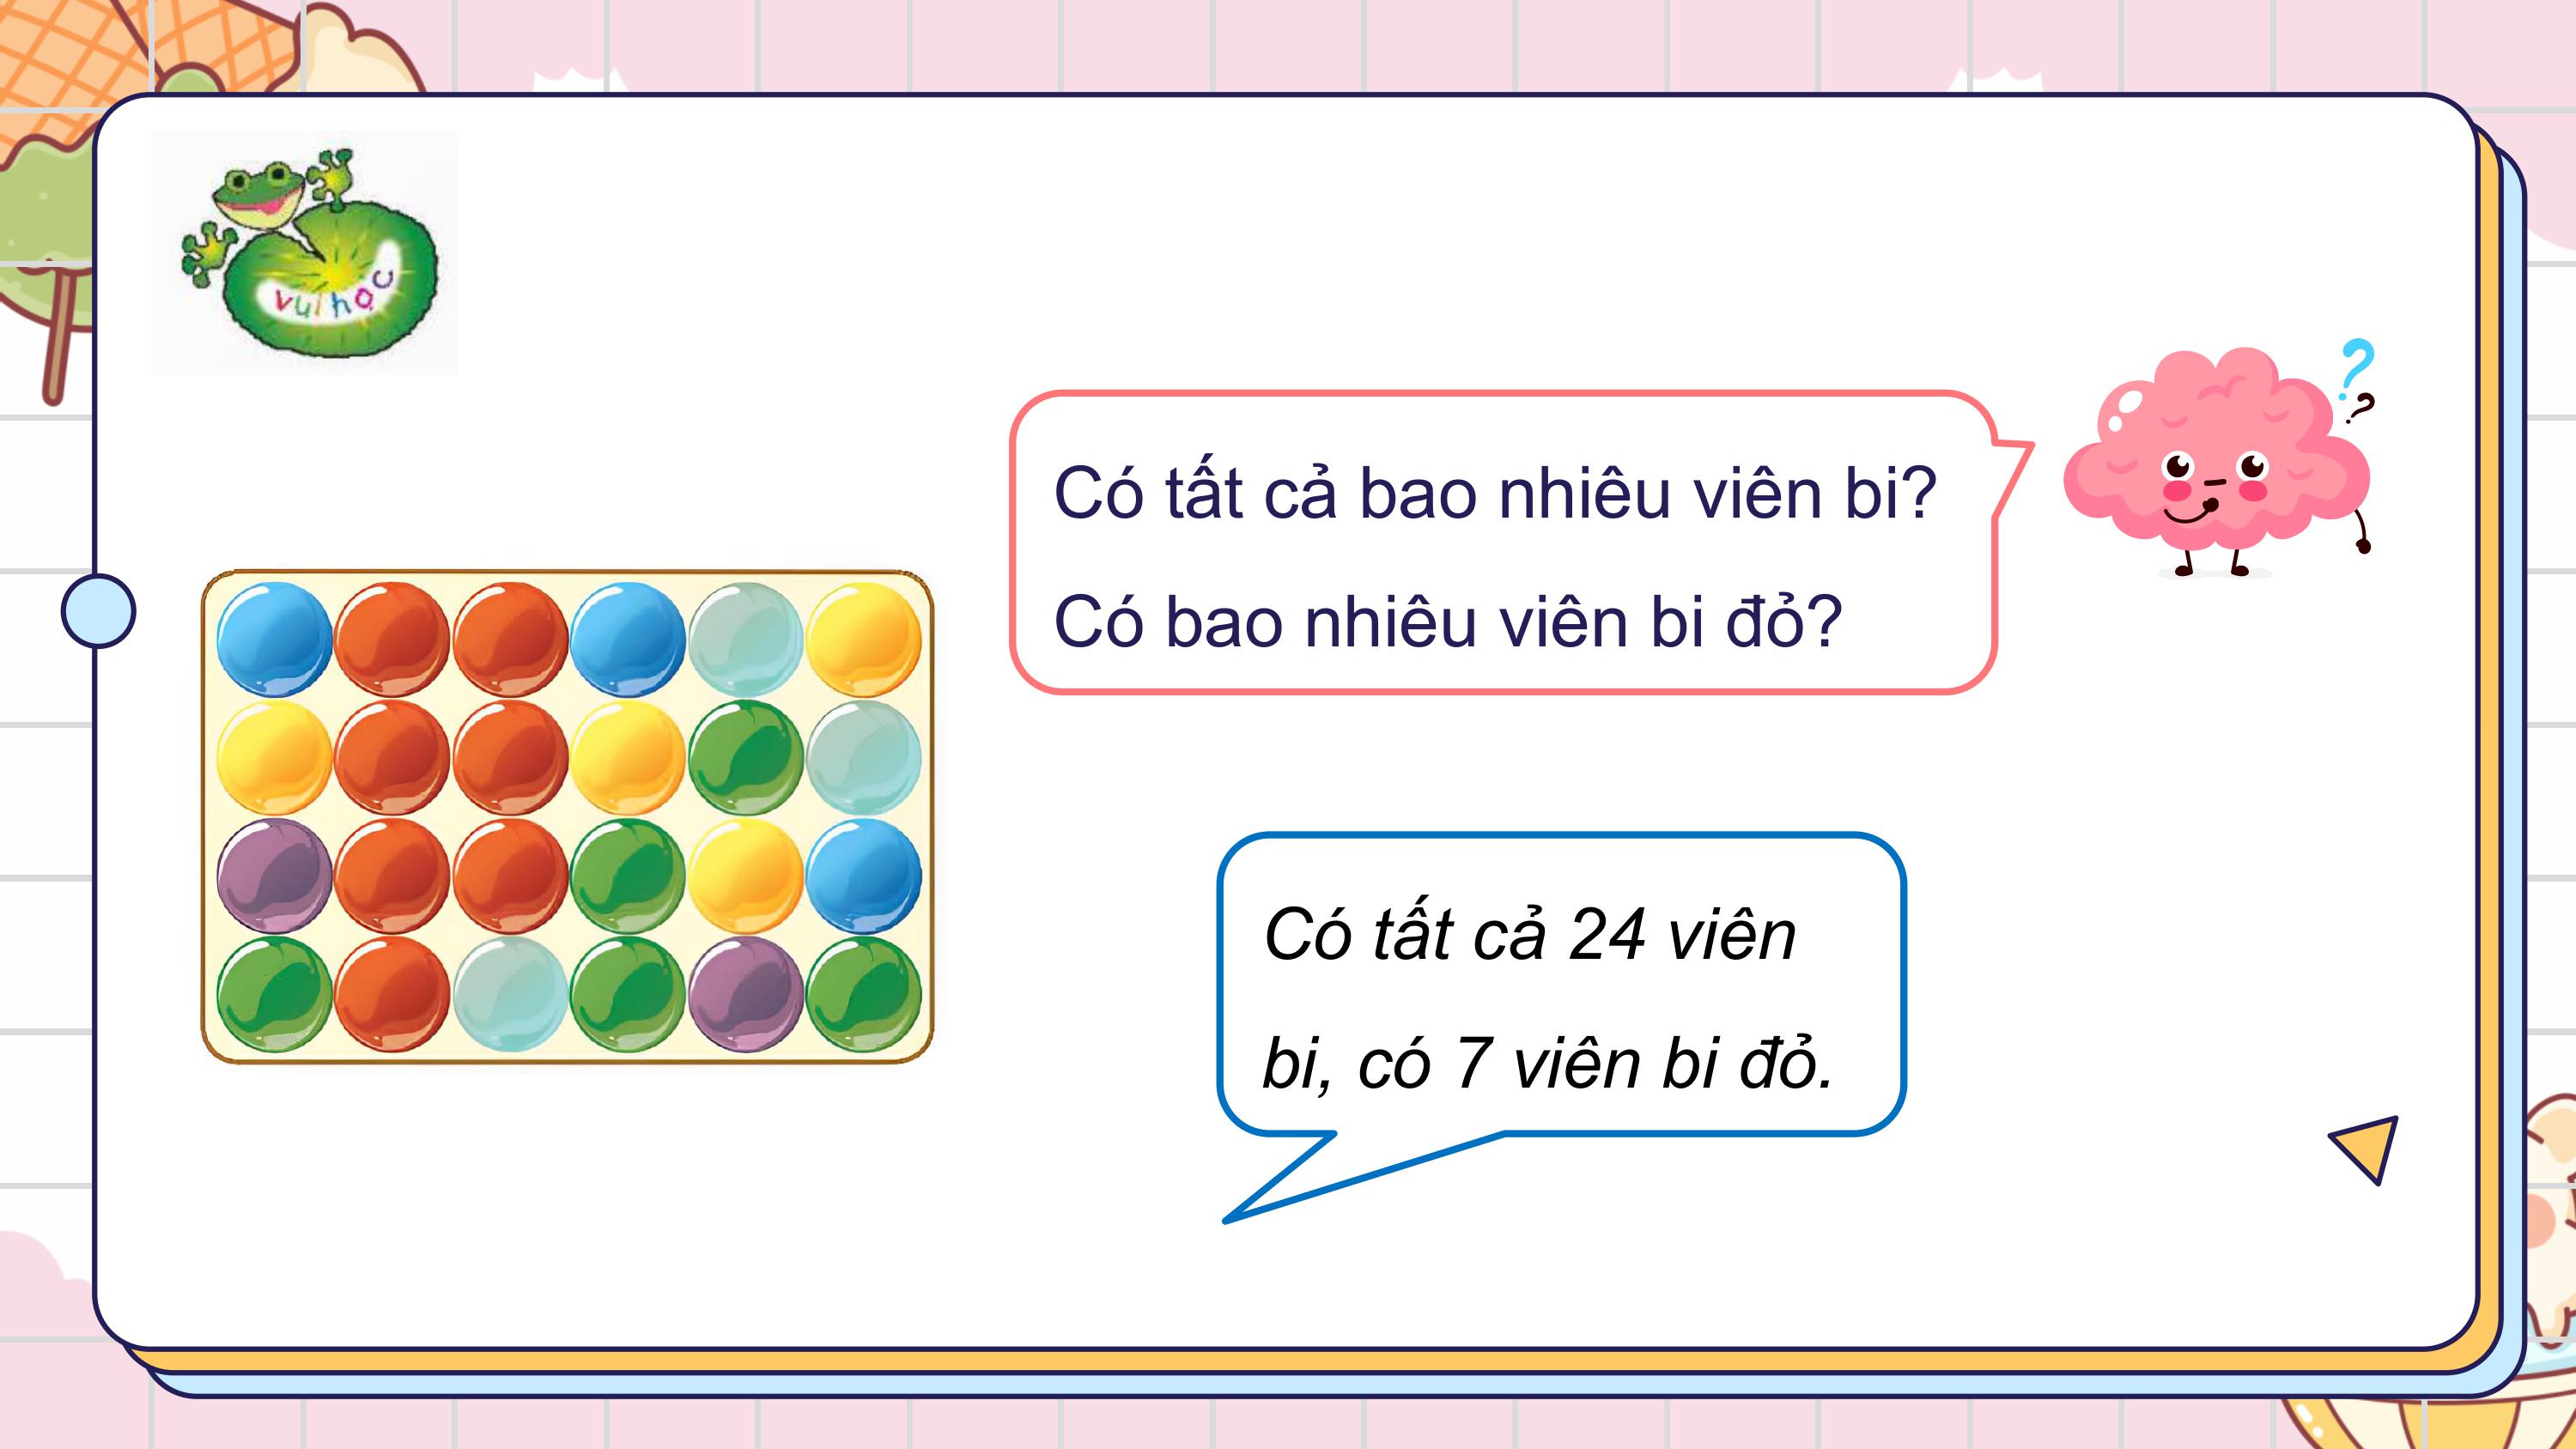 vui học
Có tất cả bao nhiêu viên bi?
Có bao nhiêu viên bi đỏ?
Có tất cả 24 viên
bi, có 7 viên bi đỏ.